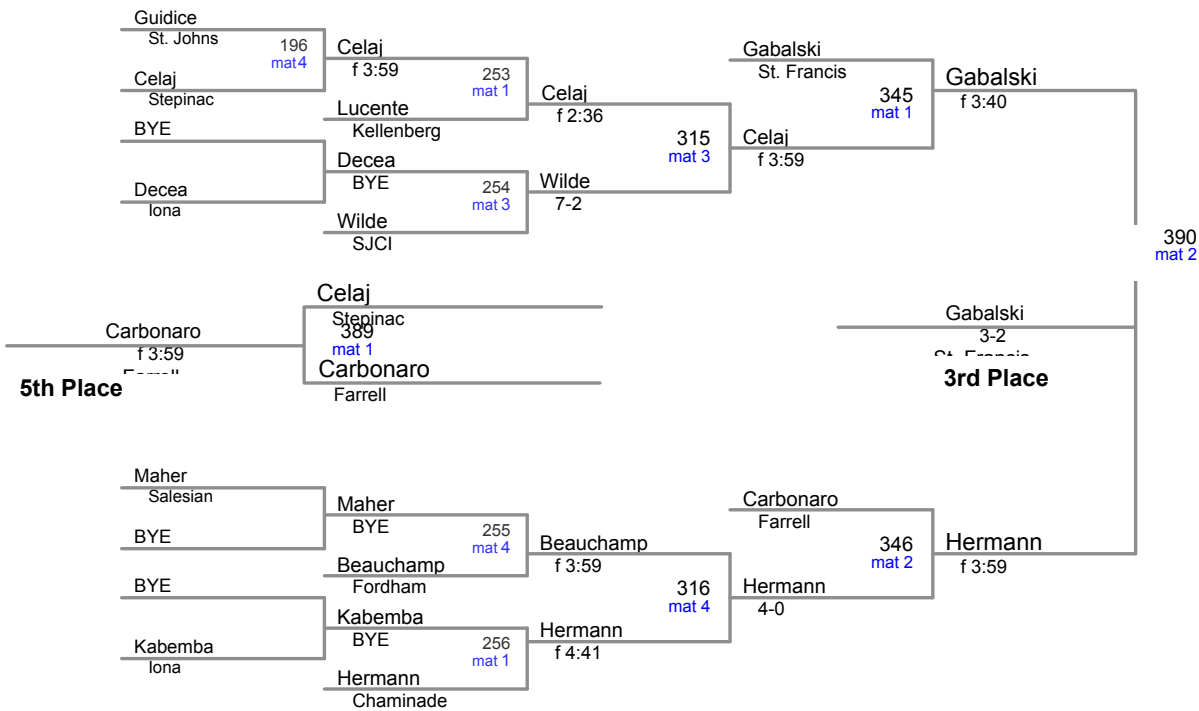 Guidice
St. Johns
196
mat 4
Celaj
Stepinac
Celaj
f 3:59
253
mat 1
Lucente
Kellenberg
Celaj
f 2:36
BYE
Decea
Iona
Decea
BYE
254
mat 3
Wilde
SJCI
Wilde
7-2
315
mat 3
Gabalski
St. Francis
345
mat 1
Celaj
f 3:59
Gabalski
f 3:40
390
mat 2
Celaj
Stepinac
389
mat 1
Carbonaro
Farrell
Carbonaro
f 3:59
Farrell
5th Place
Gabalski
3-2
St. Francis
3rd Place
Maher
Salesian
BYE
Maher
BYE
255
mat 4
Beauchamp
Fordham
Beauchamp
f 3:59
BYE
Kabemba
Iona
Kabemba
BYE
256
mat 1
Hermann
Chaminade
Hermann
f 4:41
316
mat 4
Carbonaro
Farrell
346
mat 2
Hermann
4-0
Hermann
f 3:59